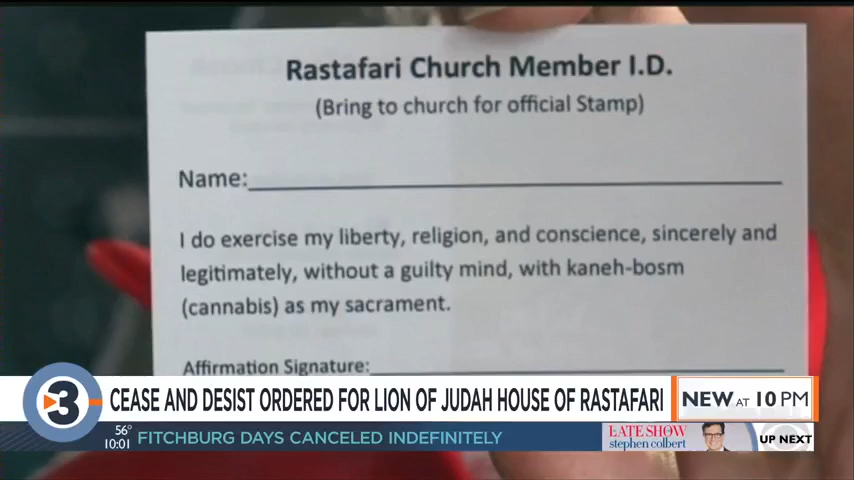 Rastafari Church Member I.D.
(Bring to church for official Stamp)
Name:
I do exercise my liberty, religion, and conscience, sincerely and
legitimately, without a guilty mind, with kaneh-bosm
(cannabis) as my sacrament.
Affirmation Signature:
3
CEASE AND DESIST ORDERED FOR LION OF JUDAH HOUSE OF RASTAFARI
NEW AT 10 PM
56°
10:01
FITCHBURG DAYS CANCELED INDEFINITELY
LATE SHOW
stephen colbert
UP NEXT